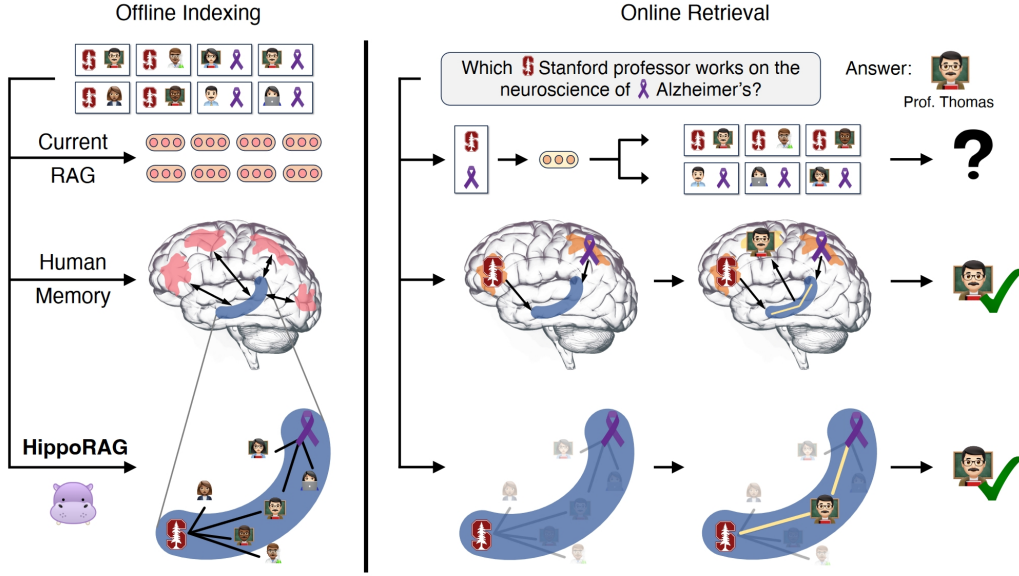 Offline Indexing
Online Retrieval
Which S Stanford professor works on the
neuroscience of Alzheimer's?
Answer:
Prof. Thomas
Current
RAG
?
Human
Memory
HippoRAG